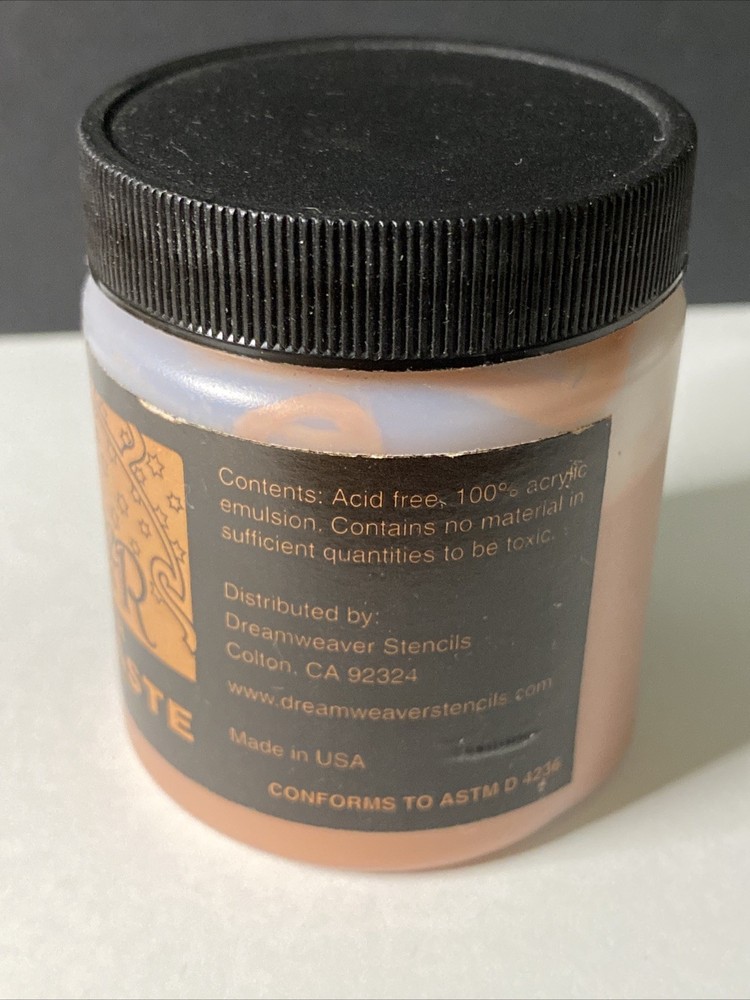 R
STE
Contents: Acid free, 100% acrylic
emulsion. Contains no material in
sufficient quantities to be toxic.
Distributed by:
Dreamweaver Stencils
Colton, CA 92324
www.dreamweaverstencils.com
Made in USA
CONFORMS TO ASTM D 4236